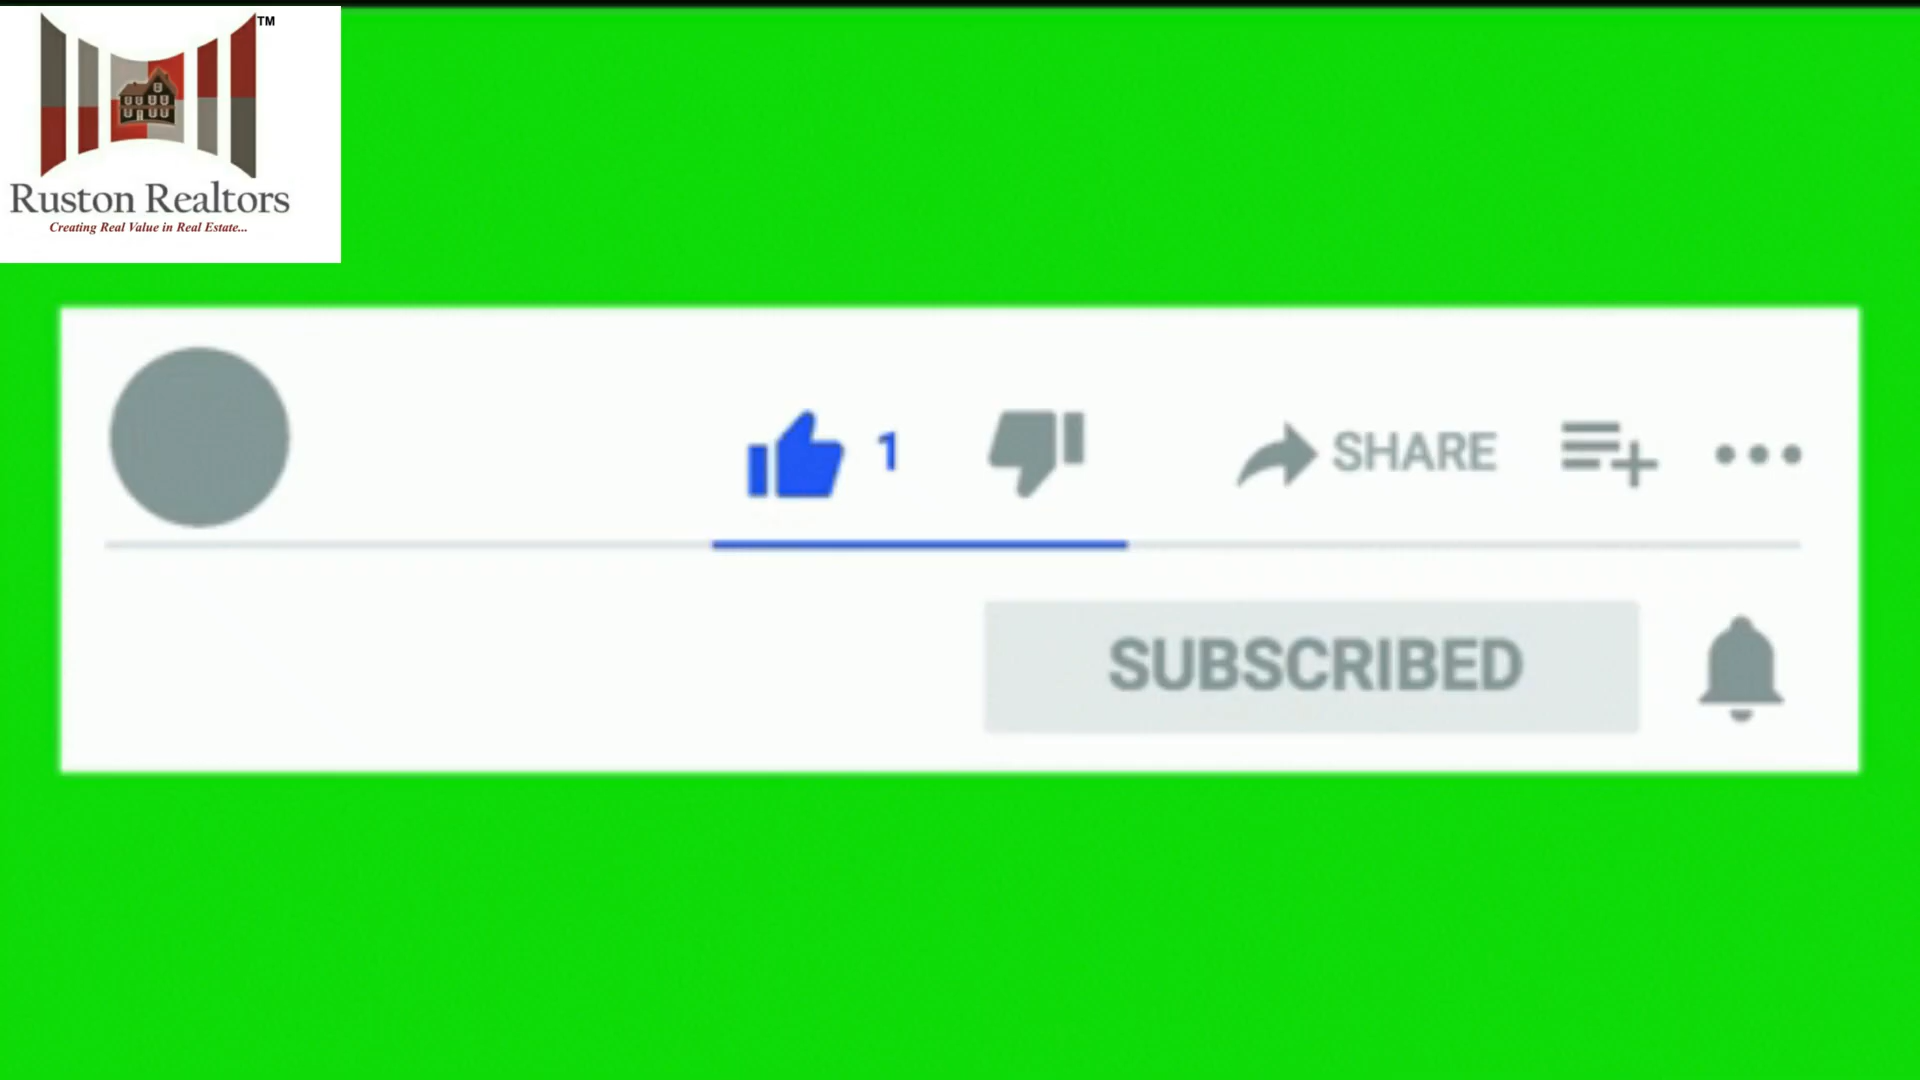 TM
Ruston Realtors
Creating Real Value in Real Estate...
1
SHARE
SUBSCRIBED